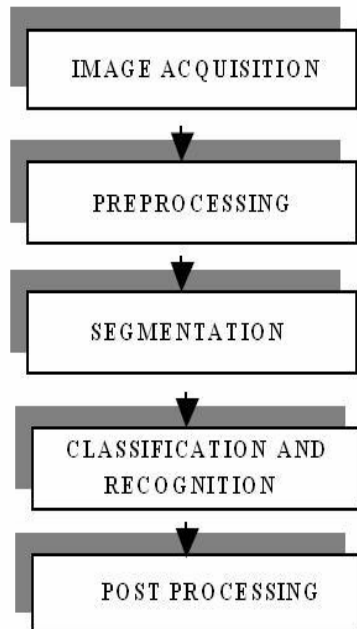 IMAGE ACQUISITION
PREPROCESSING
SEGMENTATION
CLASSIFICATION AND
RECOGNITION
POST PROCESSING